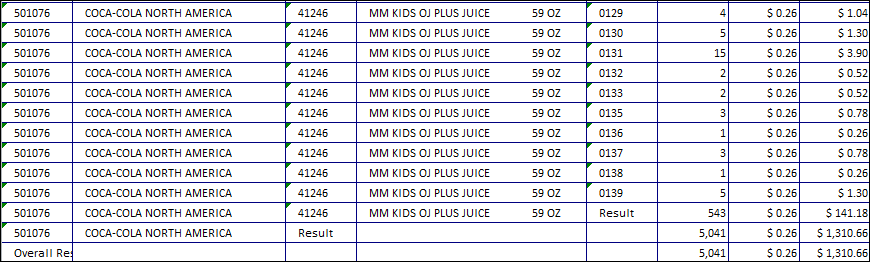 501076 COCA-COLA NORTH AMERICA 41246 MM KIDS OJ PLUS JUICE 59 OZ 0129 4 $ 0.26 $ 1.04
501076 COCA-COLA NORTH AMERICA 41246 MM KIDS OJ PLUS JUICE 59 OZ 0130 5 $ 0.26 $ 1.30
501076 COCA-COLA NORTH AMERICA 41246 MM KIDS OJ PLUS JUICE 59 OZ 0131 15 $ 0.26 $ 3.90
501076 COCA-COLA NORTH AMERICA 41246 MM KIDS OJ PLUS JUICE 59 OZ 0132 2 $ 0.26 $ 0.52
501076 COCA-COLA NORTH AMERICA 41246 MM KIDS OJ PLUS JUICE 59 OZ 0133 2 $ 0.26 $ 0.52
501076 COCA-COLA NORTH AMERICA 41246 MM KIDS OJ PLUS JUICE 59 OZ 0135 3 $ 0.26 $ 0.78
501076 COCA-COLA NORTH AMERICA 41246 MM KIDS OJ PLUS JUICE 59 OZ 0136 1 $ 0.26 $ 0.26
501076 COCA-COLA NORTH AMERICA 41246 MM KIDS OJ PLUS JUICE 59 OZ 0137 3 $ 0.26 $ 0.78
501076 COCA-COLA NORTH AMERICA 41246 MM KIDS OJ PLUS JUICE 59 OZ 0138 1 $ 0.26 $ 0.26
501076 COCA-COLA NORTH AMERICA 41246 MM KIDS OJ PLUS JUICE 59 OZ 0139 5 $ 0.26 $ 1.30
501076 COCA-COLA NORTH AMERICA 41246 MM KIDS OJ PLUS JUICE 59 OZ Result 543 $ 0.26 $ 141.18
501076 COCA-COLA NORTH AMERICA Result 5,041 $ 0.26 $ 1,310.66
Overall Res 5,041 $ 0.26 $ 1,310.66